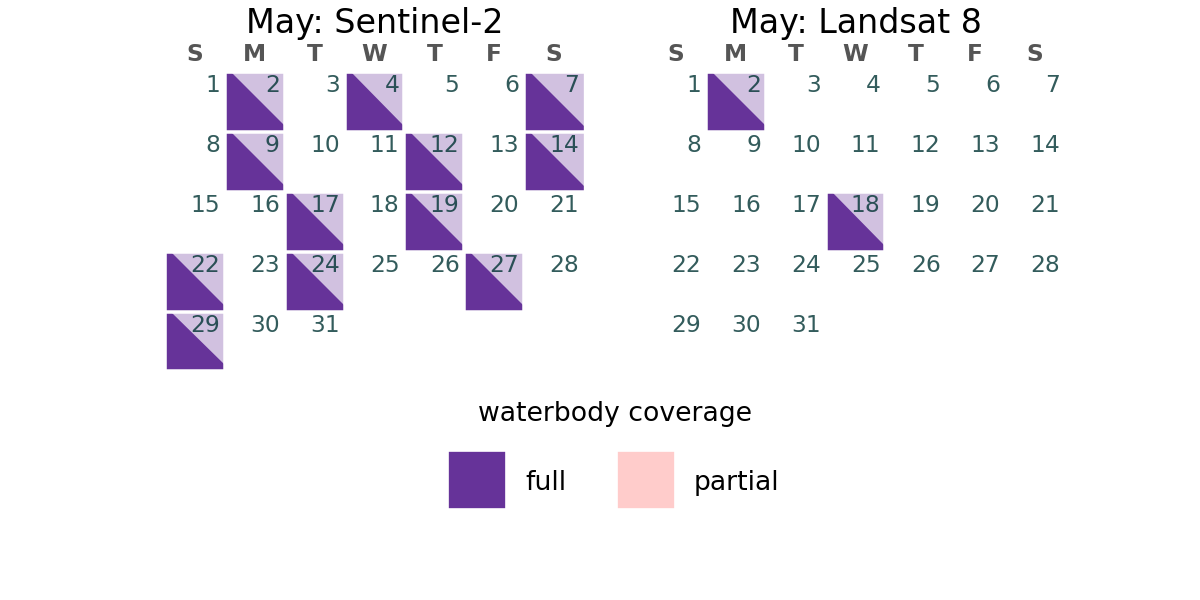 May: Sentinel-2
S M T W T F S
1 2 3 4 5 6 7
8 9 10 11 12 13 14
15 16 17 18 19 20 21
22 23 24 25 26 27 28
29 30 31
May: Landsat 8
S M T W T F S
1 2 3 4 5 6 7
8 9 10 11 12 13 14
15 16 17 18 19 20 21
22 23 24 25 26 27 28
29 30 31
waterbody coverage
full
partial